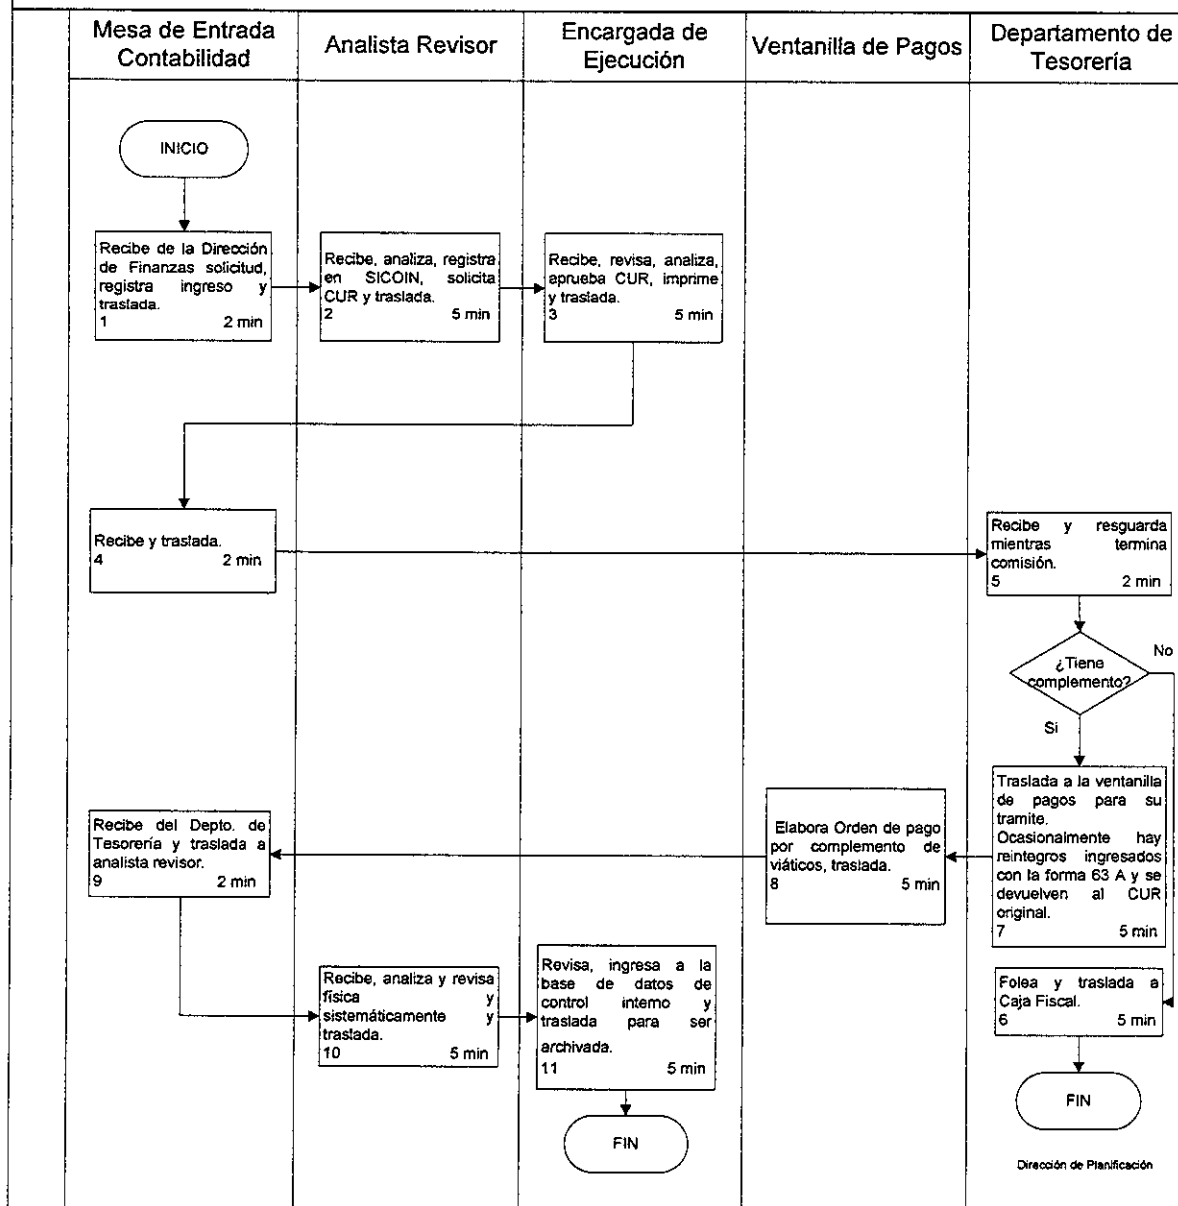 Mesa de Entrada
Contabilidad
Analista Revisor
Encargada de
Ejecución
Ventanilla de Pagos
Departamento de
Tesorería
INICIO
Recibe de la Dirección
de Finanzas solicitud,
registra ingreso y
traslada.
1 2 min
Recibe, analiza, registra
en SICOIN, solicita
CUR y traslada.
2 5 min
Recibe, revisa, analiza,
aprueba CUR, imprime
y traslada.
3 5 min
Recibe y traslada.
4 2 min
Recibe y resguarda
mientras termina
comisión.
5 2 min
¿Tiene
complemento?
No
Si
Traslada a la ventanilla
de pagos para su
tramite.
Ocasionalmente hay
reintegros ingresados
con la forma 63 A y se
devuelven al CUR
original.
7 5 min
Elabora Orden de pago
por complemento de
viáticos, traslada.
8 5 min
Recibe del Depto. de
Tesorería y traslada a
analista revisor.
9 2 min
Recibe, analiza y revisa
física y
sistemáticamente y
traslada.
10 5 min
Revisa, ingresa a la
base de datos de
control interno y
traslada para ser
archivada.
11 5 min
FIN
Folea y traslada a
Caja Fiscal.
6 5 min
FIN
Dirección de Planificación